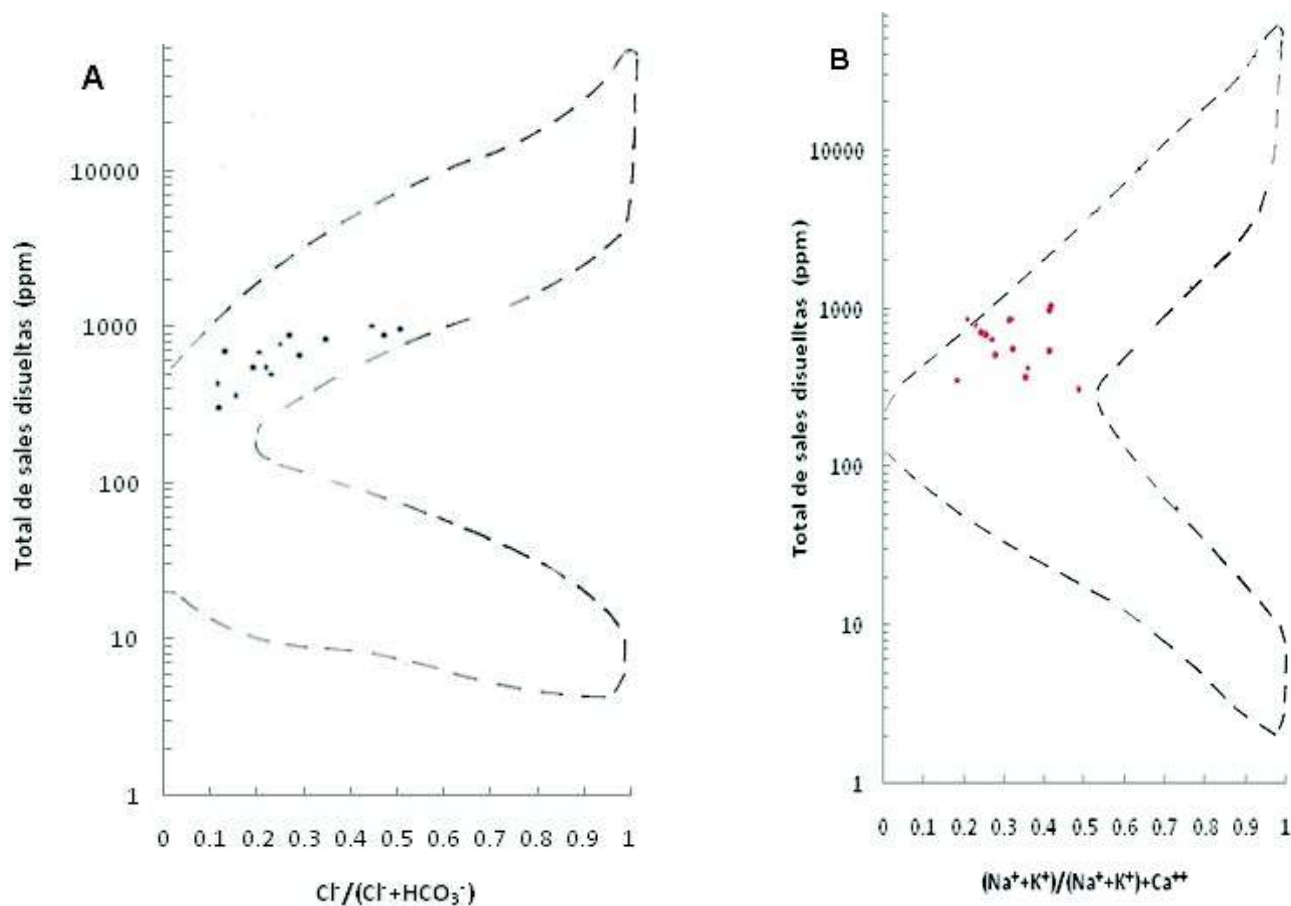 A
Total de sales disueltas (ppm)
10000
1000
100
10
1
0 0.1 0.2 0.3 0.4 0.5 0.6 0.7 0.8 0.9 1
Cl⁻/(Cl⁻+HCO₃⁻)
B
Total de sales disuelltas (ppm)
10000
1000
100
10
1
0 0.1 0.2 0.3 0.4 0.5 0.6 0.7 0.8 0.9 1
(Na⁺+K⁺)/(Na⁺+K⁺)+Ca⁺⁺